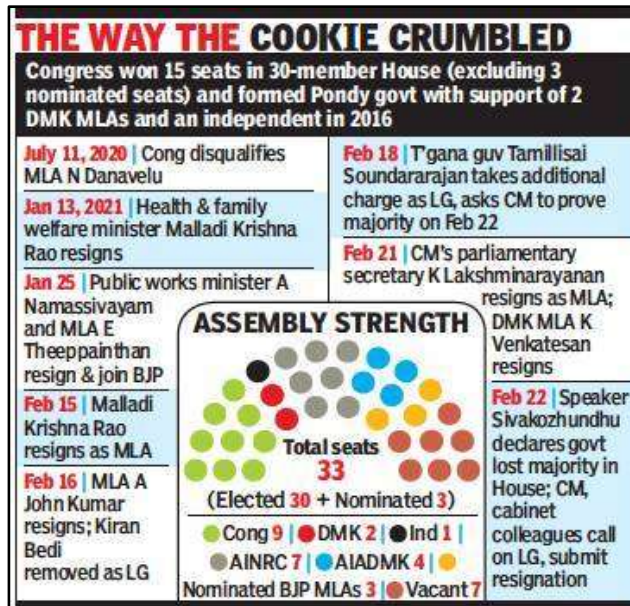 THE WAY THE COOKIE CRUMBLED
Congress won 15 seats in 30-member House (excluding 3
nominated seats) and formed Pondy govt with support of 2
DMK MLAs and an independent in 2016
July 11, 2020 | Cong disqualifies
MLA N Danavelu
Jan 13, 2021 | Health & family
welfare minister Malladi Krishna
Rao resigns
Jan 25 | Public works minister A
Namassivayam
and MLA E
Theeppainthan
resign & join BJP
Feb 15 | Malladi
Krishna Rao
resigns as MLA
Feb 16 | MLA A
John Kumar
resigns; Kiran
Bedi
removed as LG
Feb 18 | T'gana guv Tamillisai
Soundararajan takes additional
charge as LG, asks CM to prove
majority on Feb 22
Feb 21 | CM's parliamentary
secretary K Lakshminarayanan
resigns as MLA;
DMK MLA K
Venkatesan
resigns
Feb 22 | Speaker
Sivakozhundhu
declares govt
lost majority in
House; CM,
cabinet
colleagues call
on LG, submit
resignation
ASSEMBLY STRENGTH
Total seats
33
(Elected 30 + Nominated 3)
Cong 9 | DMK 2 | Ind 1 |
AINRC 7 | AIADMK 4 |
Nominated BJP MLAs 3 | Vacant 7